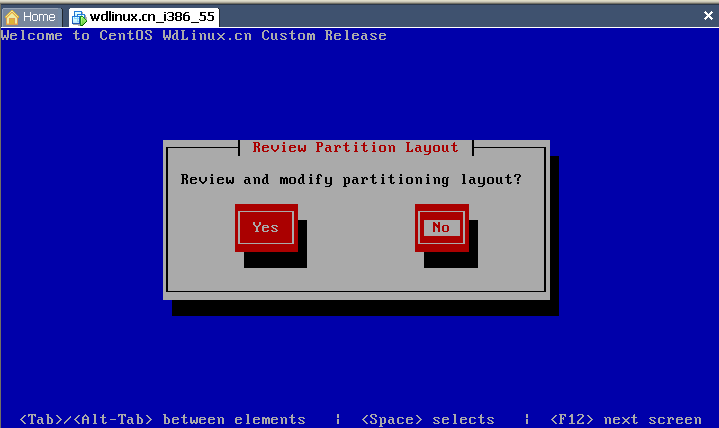 Home wdlinux.cn_i386_55
Welcome to CentOS WdLinux.cn Custom Release
Review Partition Layout
Review and modify partitioning layout?
Yes No
<Tab>/<Alt-Tab> between elements | <Space> selects | <F12> next screen